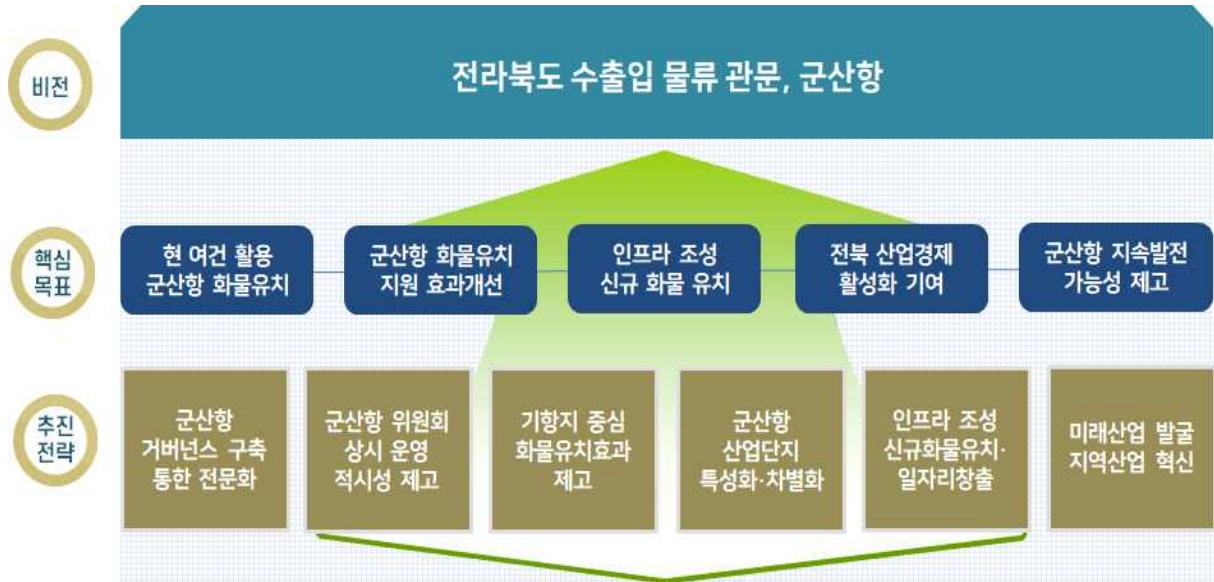 비전
전라북도 수출입 물류 관문, 군산항
핵심
목표
현 여건 활용
군산항 화물유치
군산항 화물유치
지원 효과개선
인프라 조성
신규 화물 유치
전북 산업경제
활성화 기여
군산항 지속발전
가능성 제고
추진
전략
군산항
거버넌스 구축
통한 전문화
군산항 위원회
상시 운영
적시성 제고
기항지 중심
화물유치효과
제고
군산항
산업단지
특성화·차별화
인프라 조성
신규화물유치·
일자리창출
미래산업 발굴
지역산업 혁신